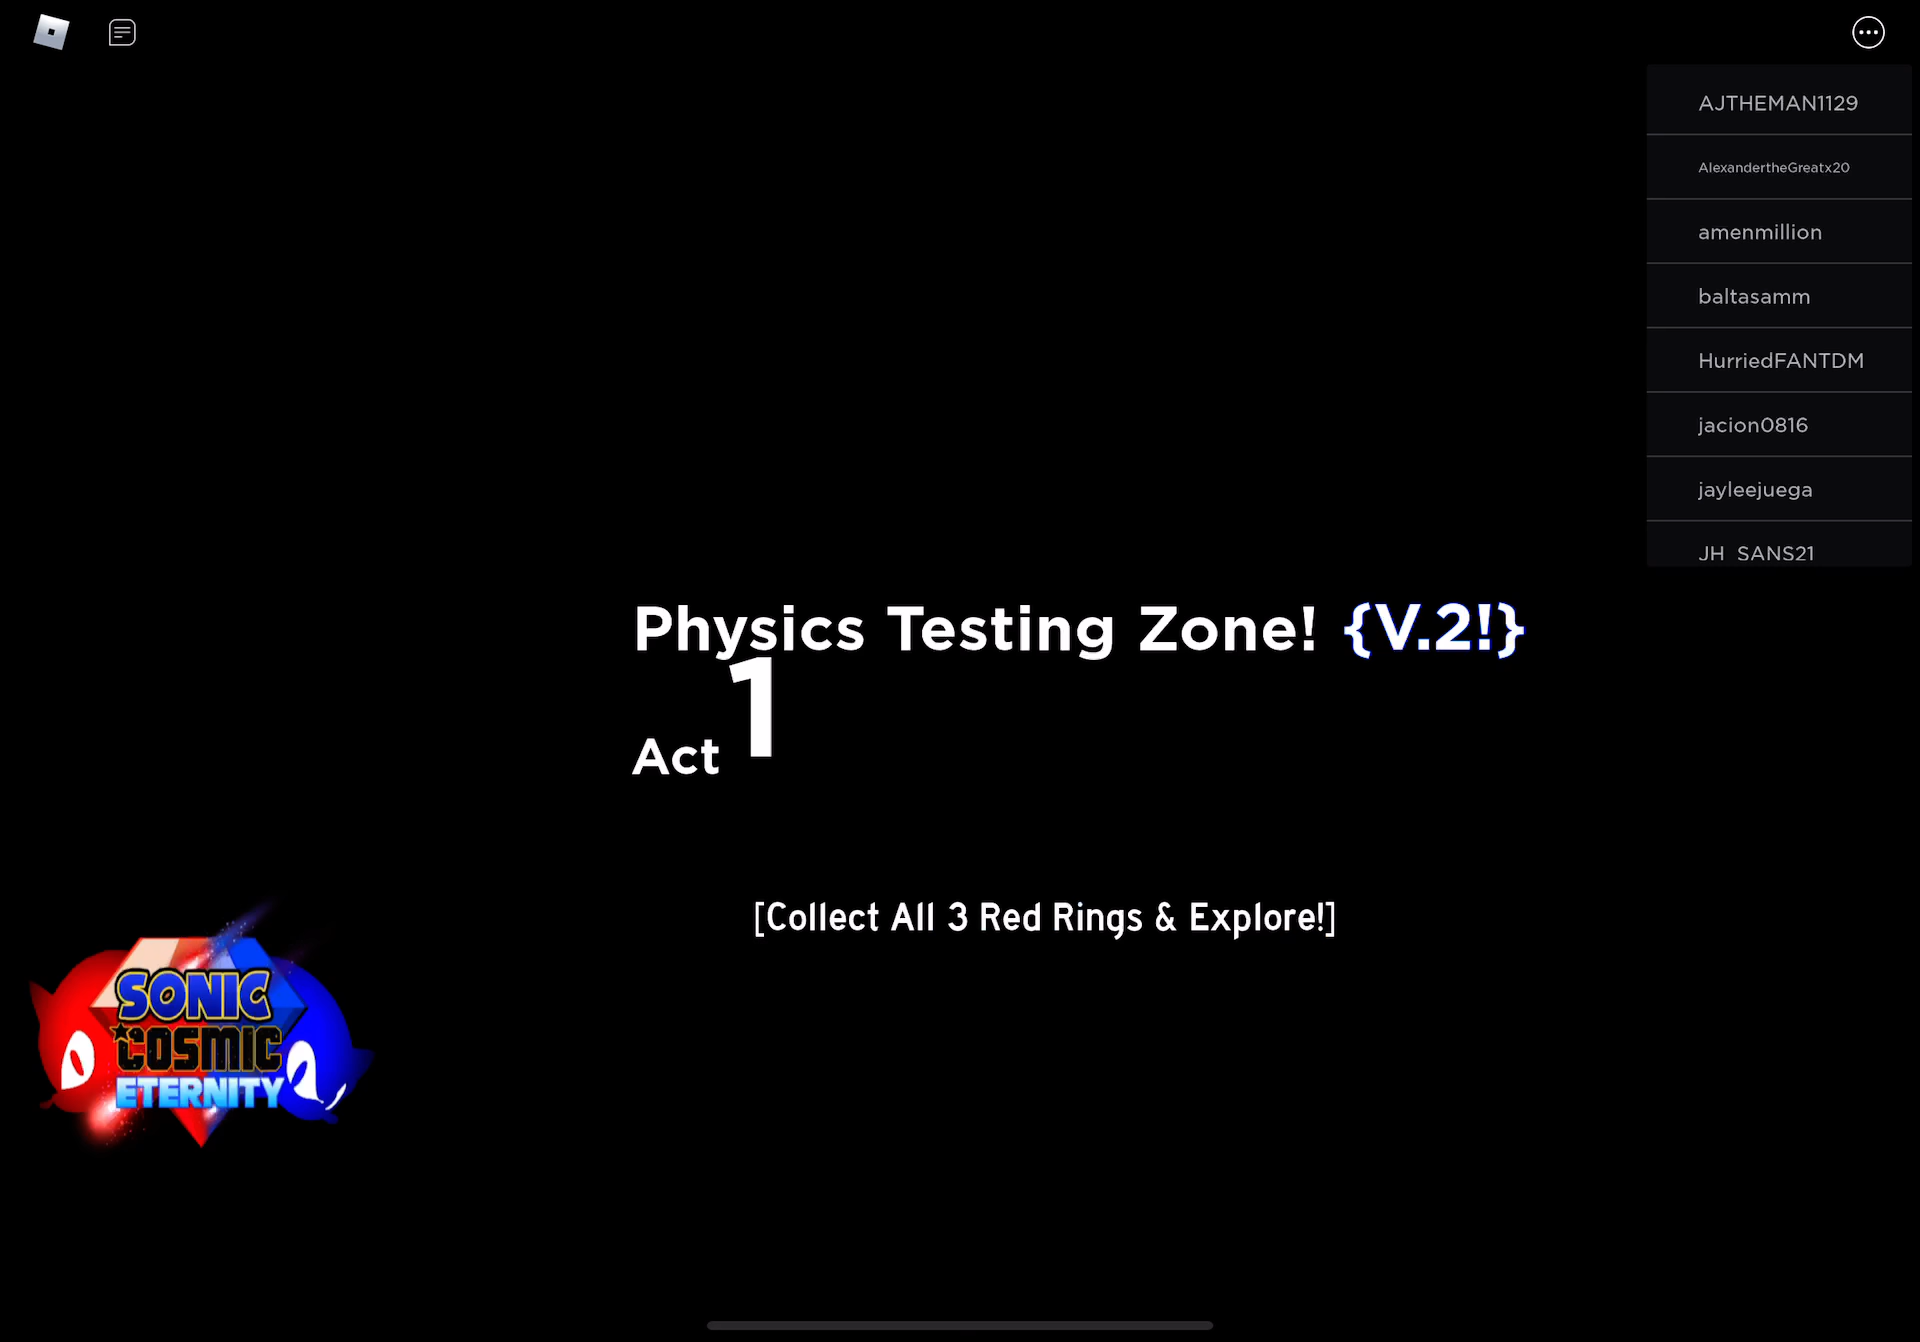 AJTHEMAN1129
AlexandertheGreatx20
amenmillion
baltasamm
HurriedFANTDM
jacion0816
jayleejuega
JH_SANS21
Physics Testing Zone! {V.2!}
Act 1
[Collect All 3 Red Rings & Explore!]
SONIC
COSMIC
ETERNITY